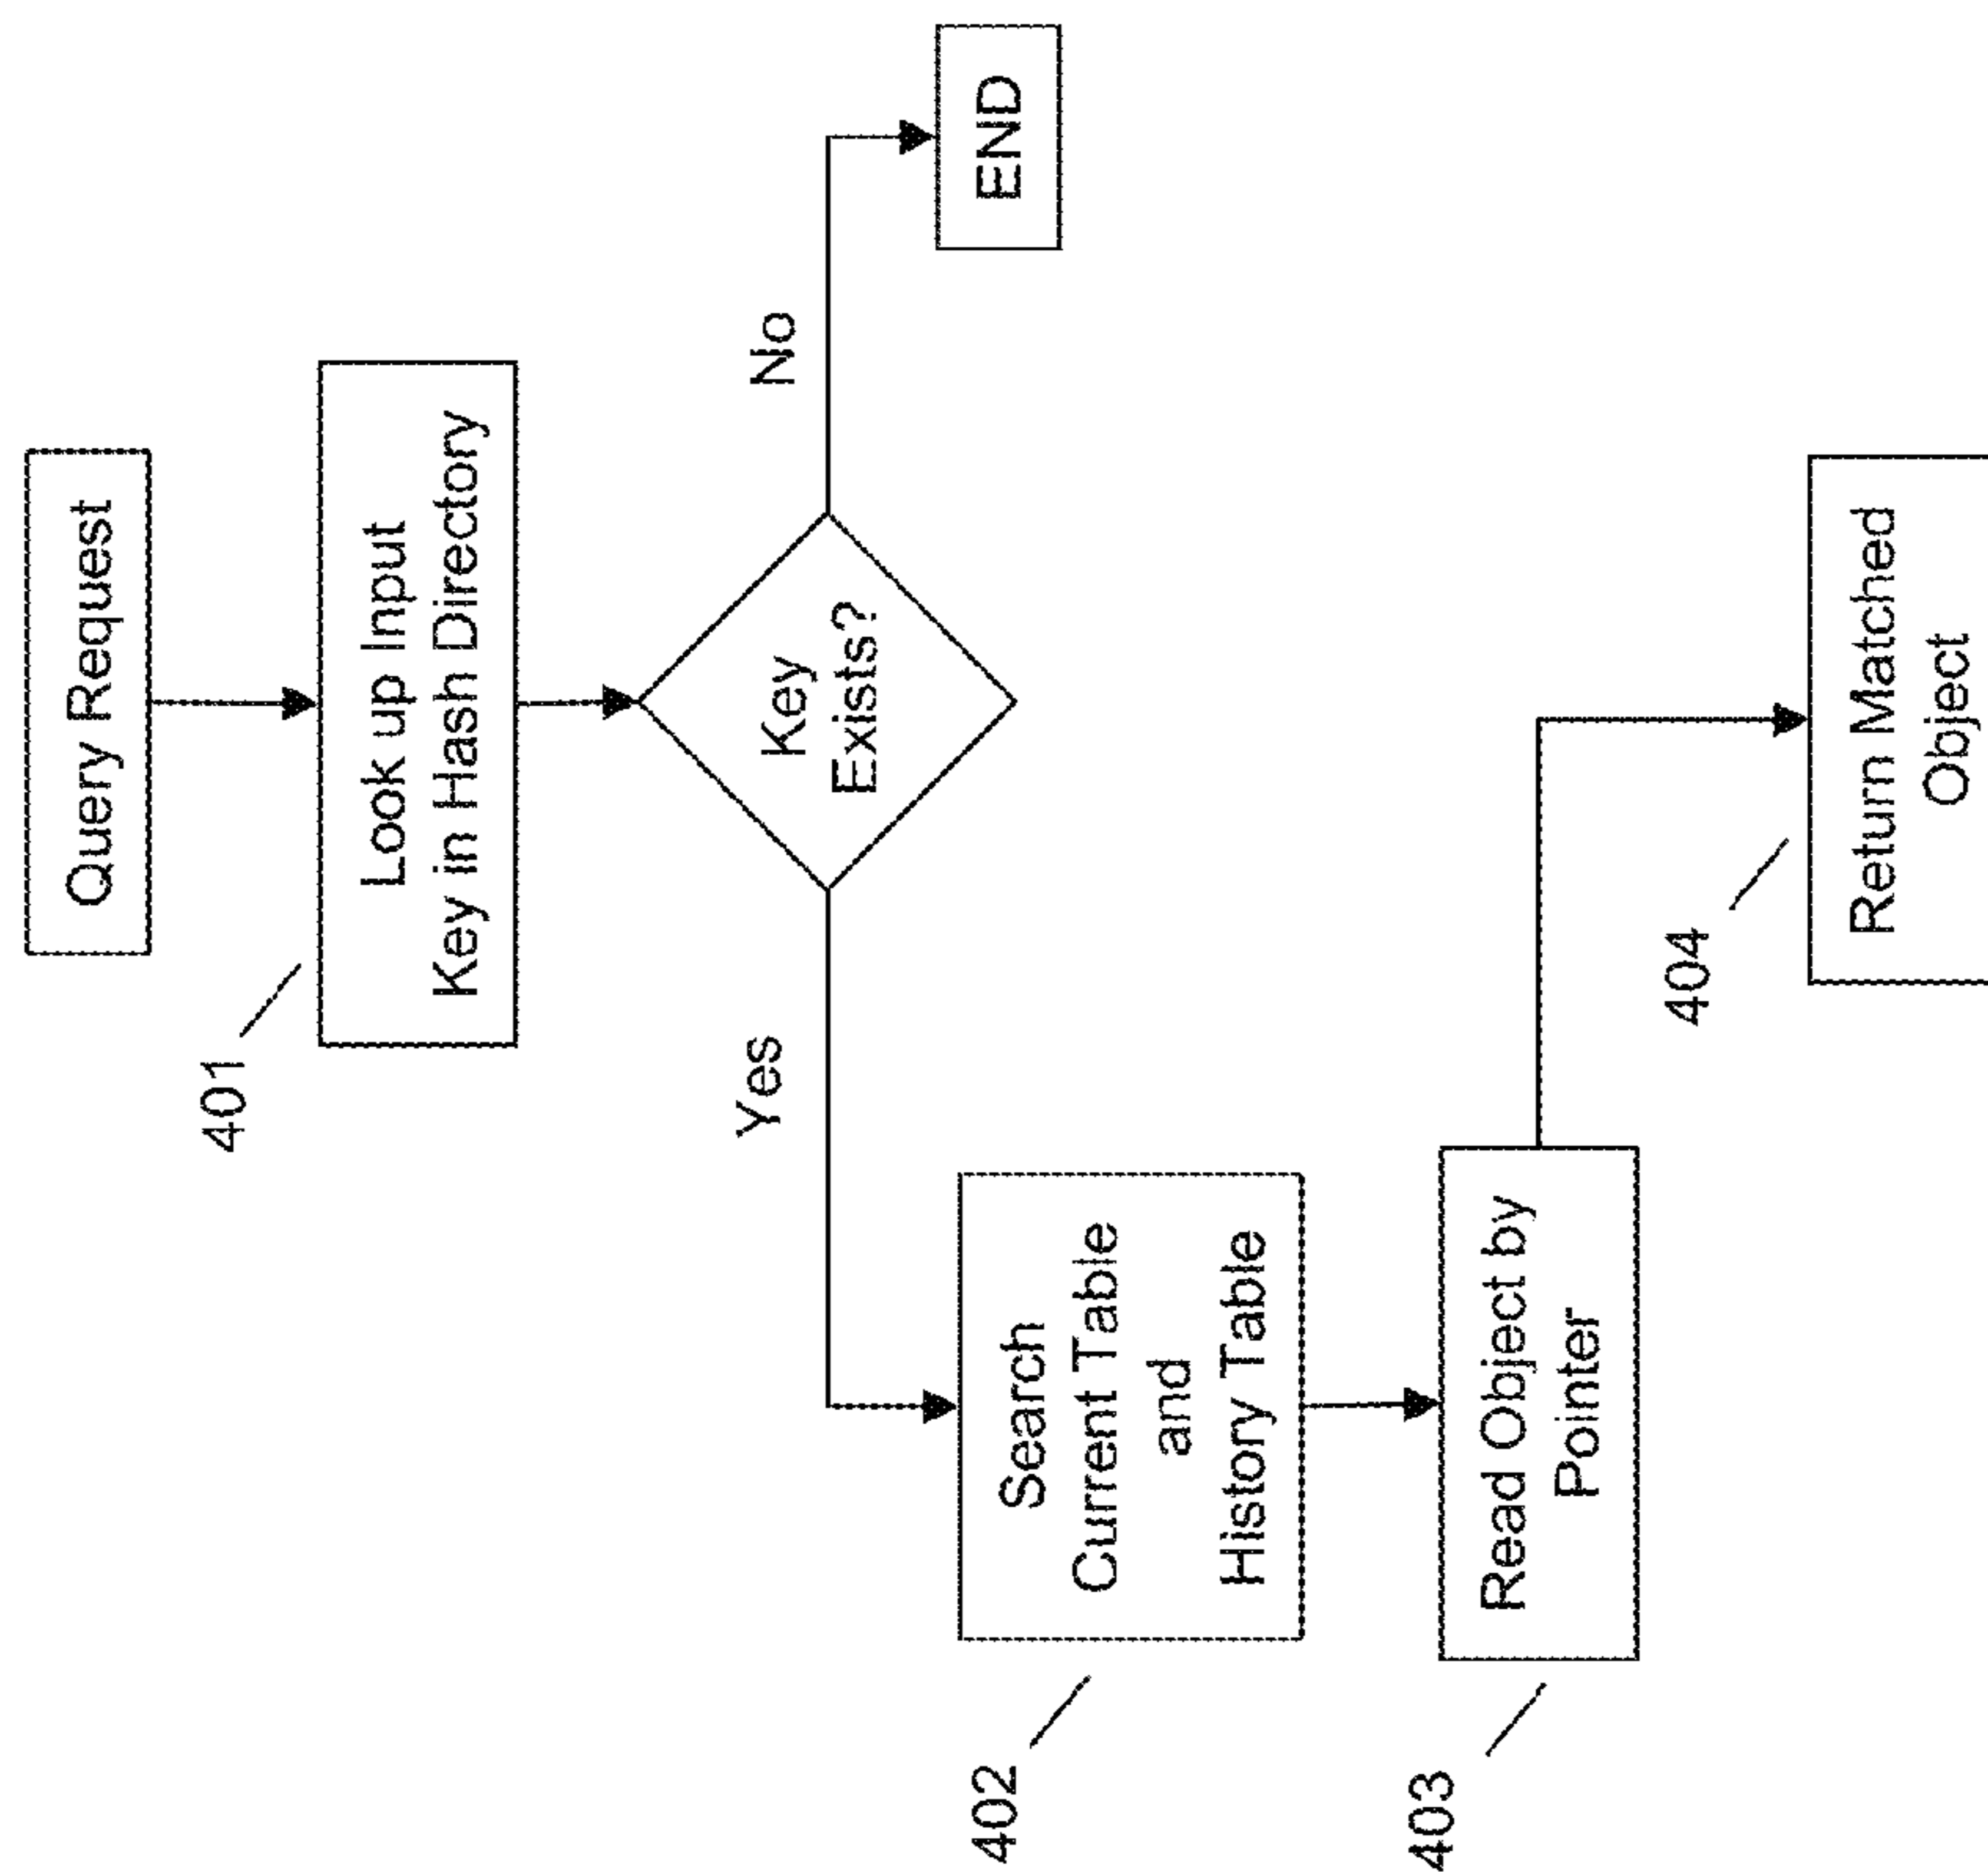 Query Request
401
Look up Input
Key in Hash Directory
Key
Exists?
Yes
No
END
402
Search
Current Table
and
History Table
403
Read Object by
Pointer
404
Return Matched
Object